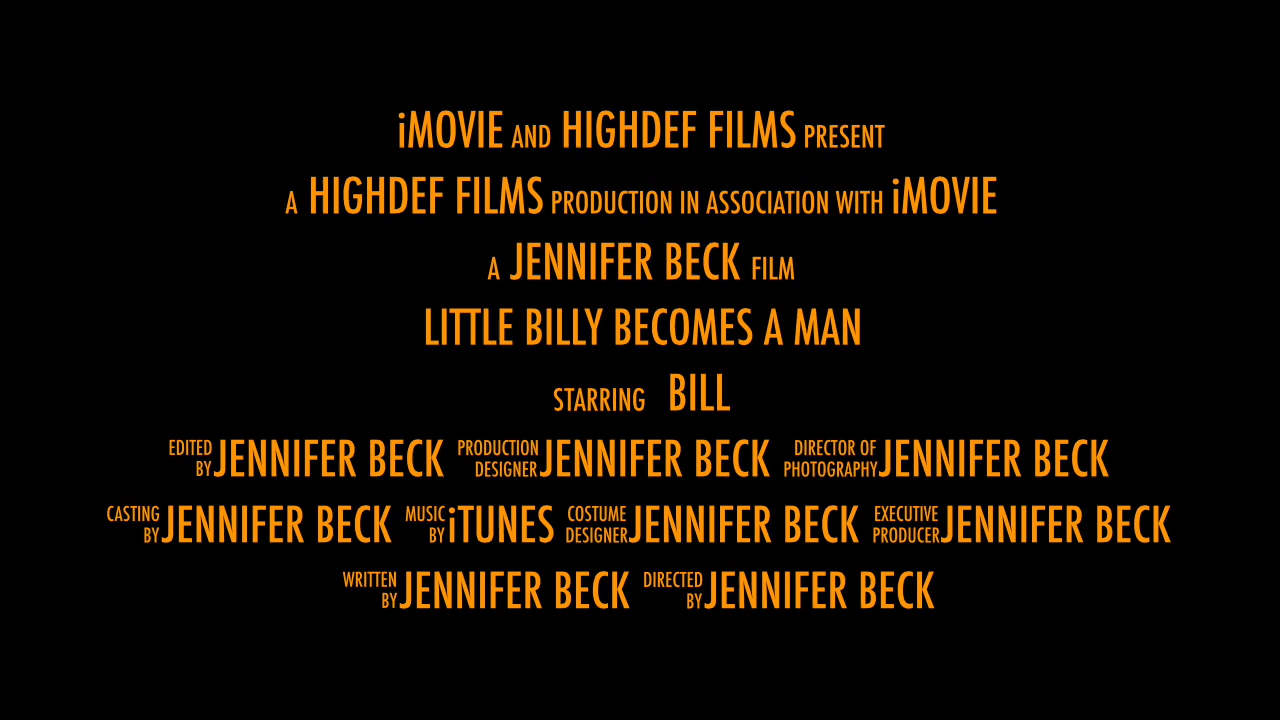 iMOVIE AND HIGHDEF FILMS PRESENT
A HIGHDEF FILMS PRODUCTION IN ASSOCIATION WITH iMOVIE
A JENNIFER BECK FILM
LITTLE BILLY BECOMES A MAN
STARRING BILL
EDITED BY JENNIFER BECK PRODUCTION DESIGNER JENNIFER BECK DIRECTOR OF PHOTOGRAPHY JENNIFER BECK
CASTING BY JENNIFER BECK MUSIC BY iTUNES COSTUME DESIGNER JENNIFER BECK EXECUTIVE PRODUCER JENNIFER BECK
WRITTEN BY JENNIFER BECK DIRECTED BY JENNIFER BECK